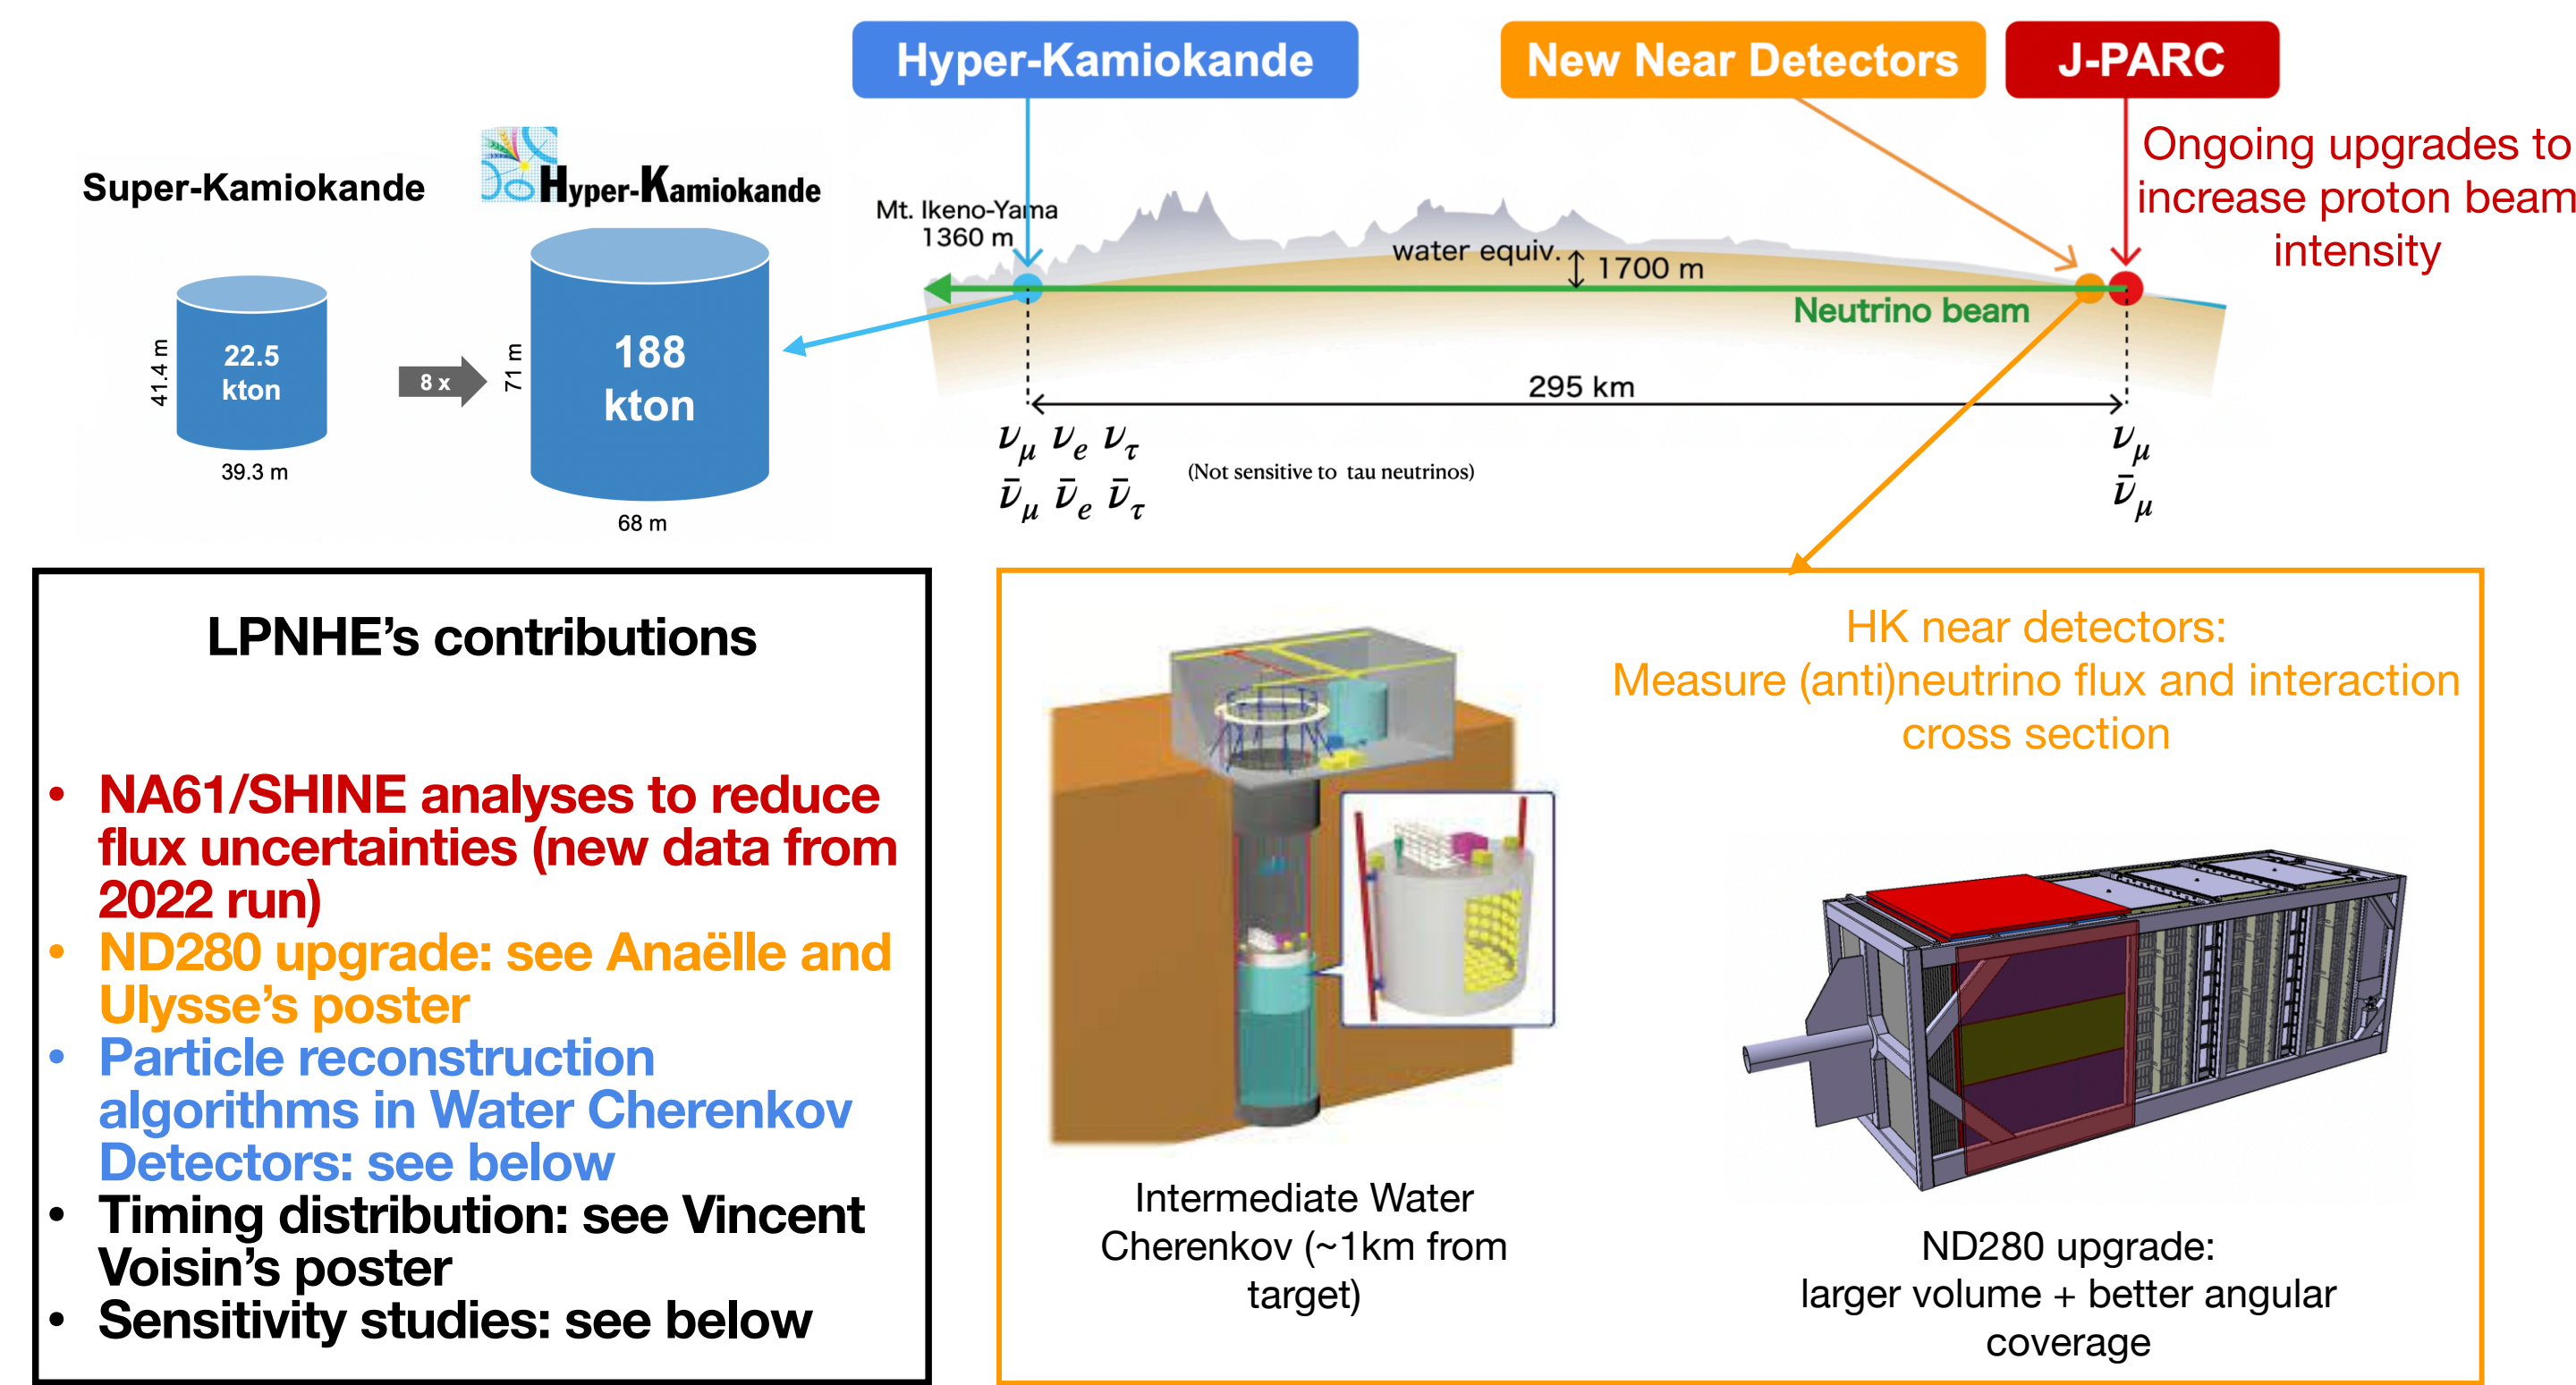 Hyper-Kamiokande
New Near Detectors
J-PARC
Ongoing upgrades to
increase proton beam
intensity
Super-Kamiokande
Hyper-Kamiokande
41.4 m
22.5
kton
39.3 m
8 x
71 m
188
kton
68 m
Mt. Ikeno-Yama
1360 m
water equiv.
1700 m
Neutrino beam
295 km
νμ νe ντ
ν̄μ ν̄e ν̄τ
(Not sensitive to tau neutrinos)
νμ
ν̄μ
LPNHE’s contributions
• NA61/SHINE analyses to reduce
flux uncertainties (new data from
2022 run)
• ND280 upgrade: see Anaëlle and
Ulysse’s poster
• Particle reconstruction
algorithms in Water Cherenkov
Detectors: see below
• Timing distribution: see Vincent
Voisin’s poster
• Sensitivity studies: see below
HK near detectors:
Measure (anti)neutrino flux and interaction
cross section
Intermediate Water
Cherenkov (~1km from
target)
ND280 upgrade:
larger volume + better angular
coverage